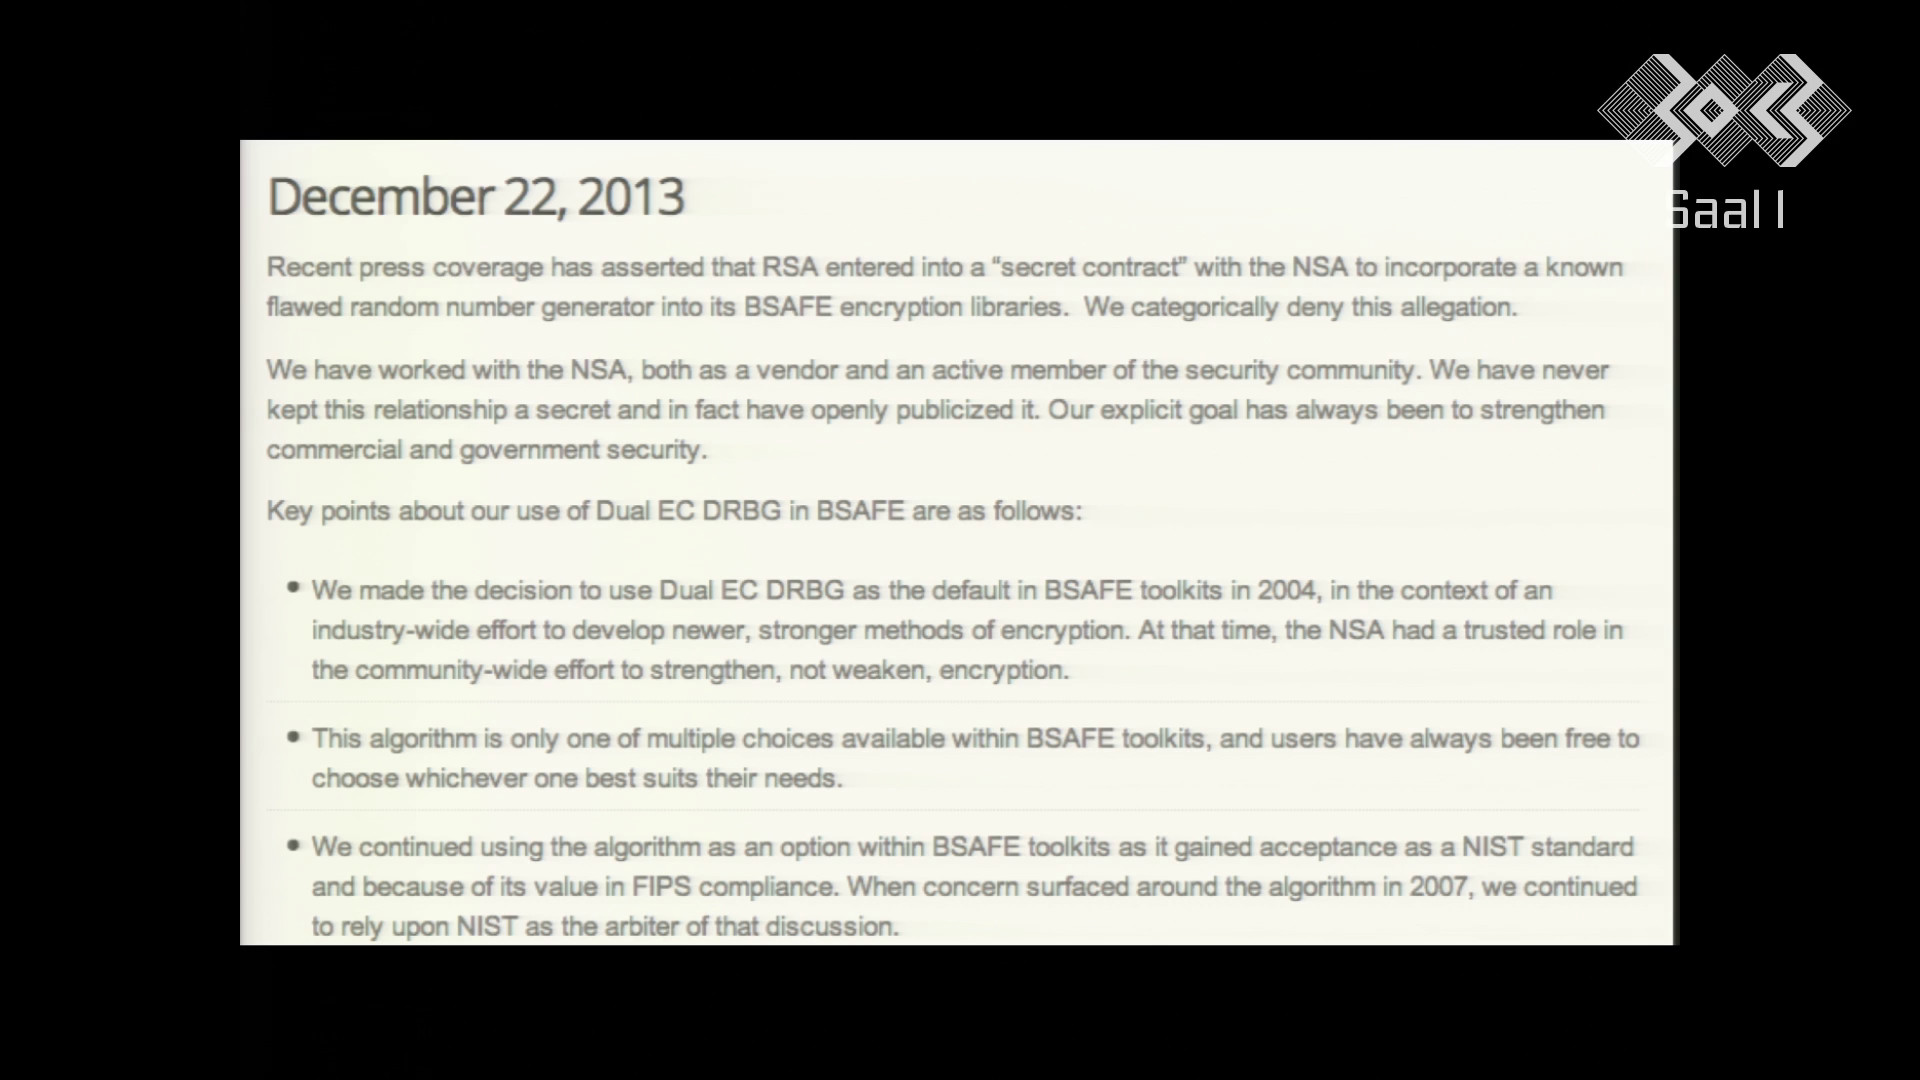 December 22, 2013
Recent press coverage has asserted that RSA entered into a “secret contract” with the NSA to incorporate a known
flawed random number generator into its BSAFE encryption libraries.  We categorically deny this allegation.
We have worked with the NSA, both as a vendor and an active member of the security community. We have never
kept this relationship a secret and in fact have openly publicized it. Our explicit goal has always been to strengthen
commercial and government security.
Key points about our use of Dual EC DRBG in BSAFE are as follows:
• We made the decision to use Dual EC DRBG as the default in BSAFE toolkits in 2004, in the context of an
industry-wide effort to develop newer, stronger methods of encryption. At that time, the NSA had a trusted role in
the community-wide effort to strengthen, not weaken, encryption.
• This algorithm is only one of multiple choices available within BSAFE toolkits, and users have always been free to
choose whichever one best suits their needs.
• We continued using the algorithm as an option within BSAFE toolkits as it gained acceptance as a NIST standard
and because of its value in FIPS compliance. When concern surfaced around the algorithm in 2007, we continued
to rely upon NIST as the arbiter of that discussion.
30C3
Saal 1